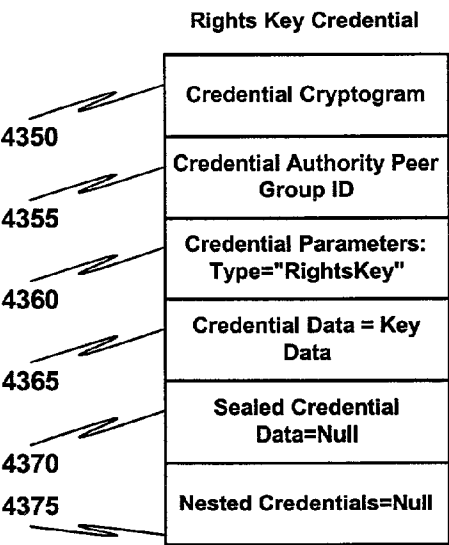 Rights Key Credential
Credential Cryptogram
4350
Credential Authority Peer
Group ID
4355
Credential Parameters:
Type="RightsKey"
4360
Credential Data = Key
Data
4365
Sealed Credential
Data=Null
4370
Nested Credentials=Null
4375